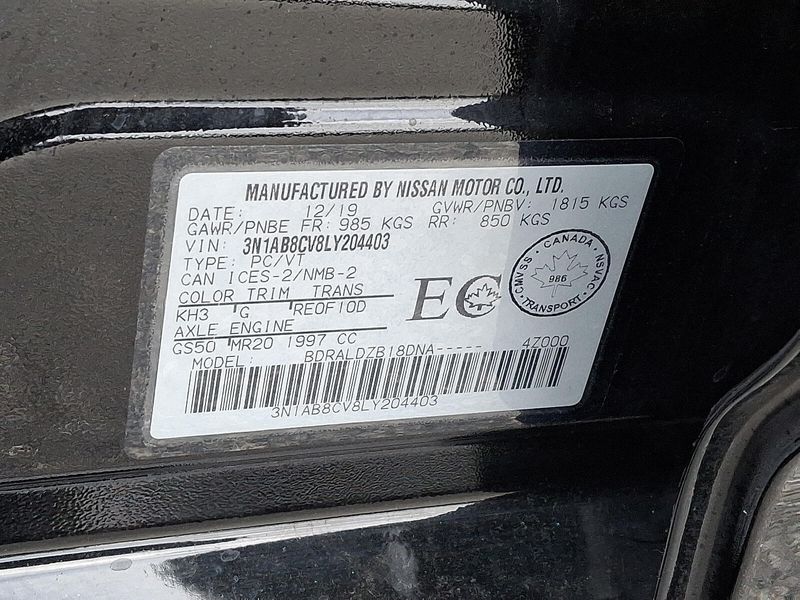 MANUFACTURED BY NISSAN MOTOR CO., LTD.
DATE: 12/19 GVWR/PNBV: 1815 KGS
GAWR/PNBE FR: 985 KGS RR: 850 KGS
VIN: 3N1AB8CV8LY204403
TYPE: PC/VT
CAN ICES-2/NMB-2
COLOR TRIM TRANS
KH3 G RE0F10D
AXLE ENGINE
GS50 MR20 1997 CC
MODEL: BDRALDZB18DNA----- 4Z000
3N1AB8CV8LY204403
EC
CANADA
CMVSS NSVAC
986
TRANSPORT